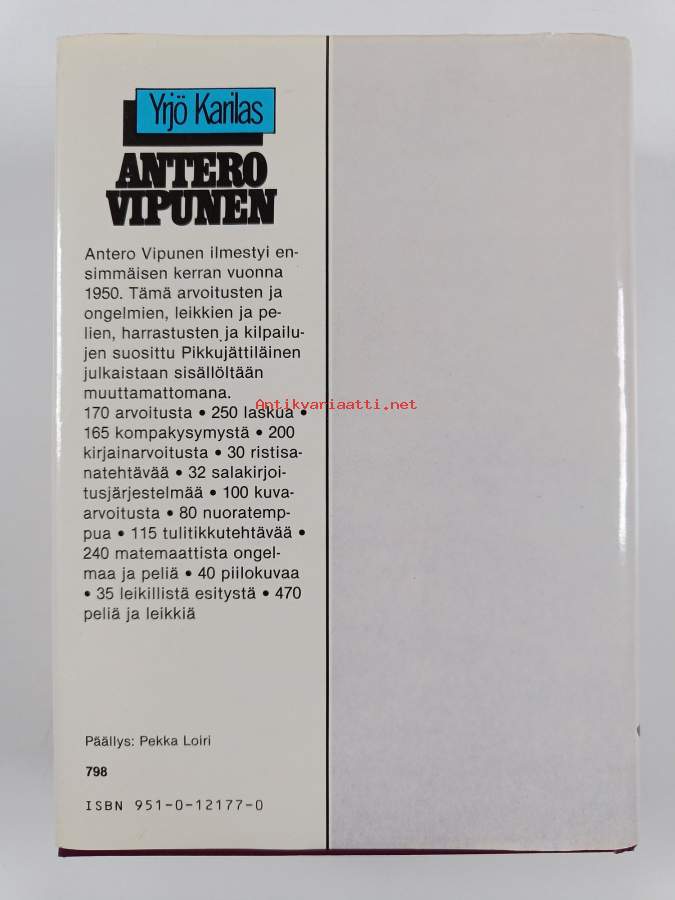 Yrjö Karilas
ANTERO
VIPUNEN
Antero Vipunen ilmestyi en-
simmäisen kerran vuonna
1950. Tämä arvoitusten ja
ongelmien, leikkien ja pe-
lien, harrastusten ja kilpailu-
jen suosittu Pikkujättiläinen
julkaistaan sisällöltään
muuttamattomana.
170 arvoitusta • 250 laskua •
Antikvariaatti.net
165 kompakysymystä • 200
kirjainarvoitusta • 30 ristisa-
natehtävää • 32 salakirjoi-
tusjärjestelmää • 100 kuva-
arvoitusta • 80 nuoratemp-
pua • 115 tulitikkutehtävää •
240 matemaattista ongel-
maa ja peliä • 40 piilokuvaa
• 35 leikillistä esitystä • 470
peliä ja leikkiä
Päällys: Pekka Loiri
798
ISBN 951-0-12177-0